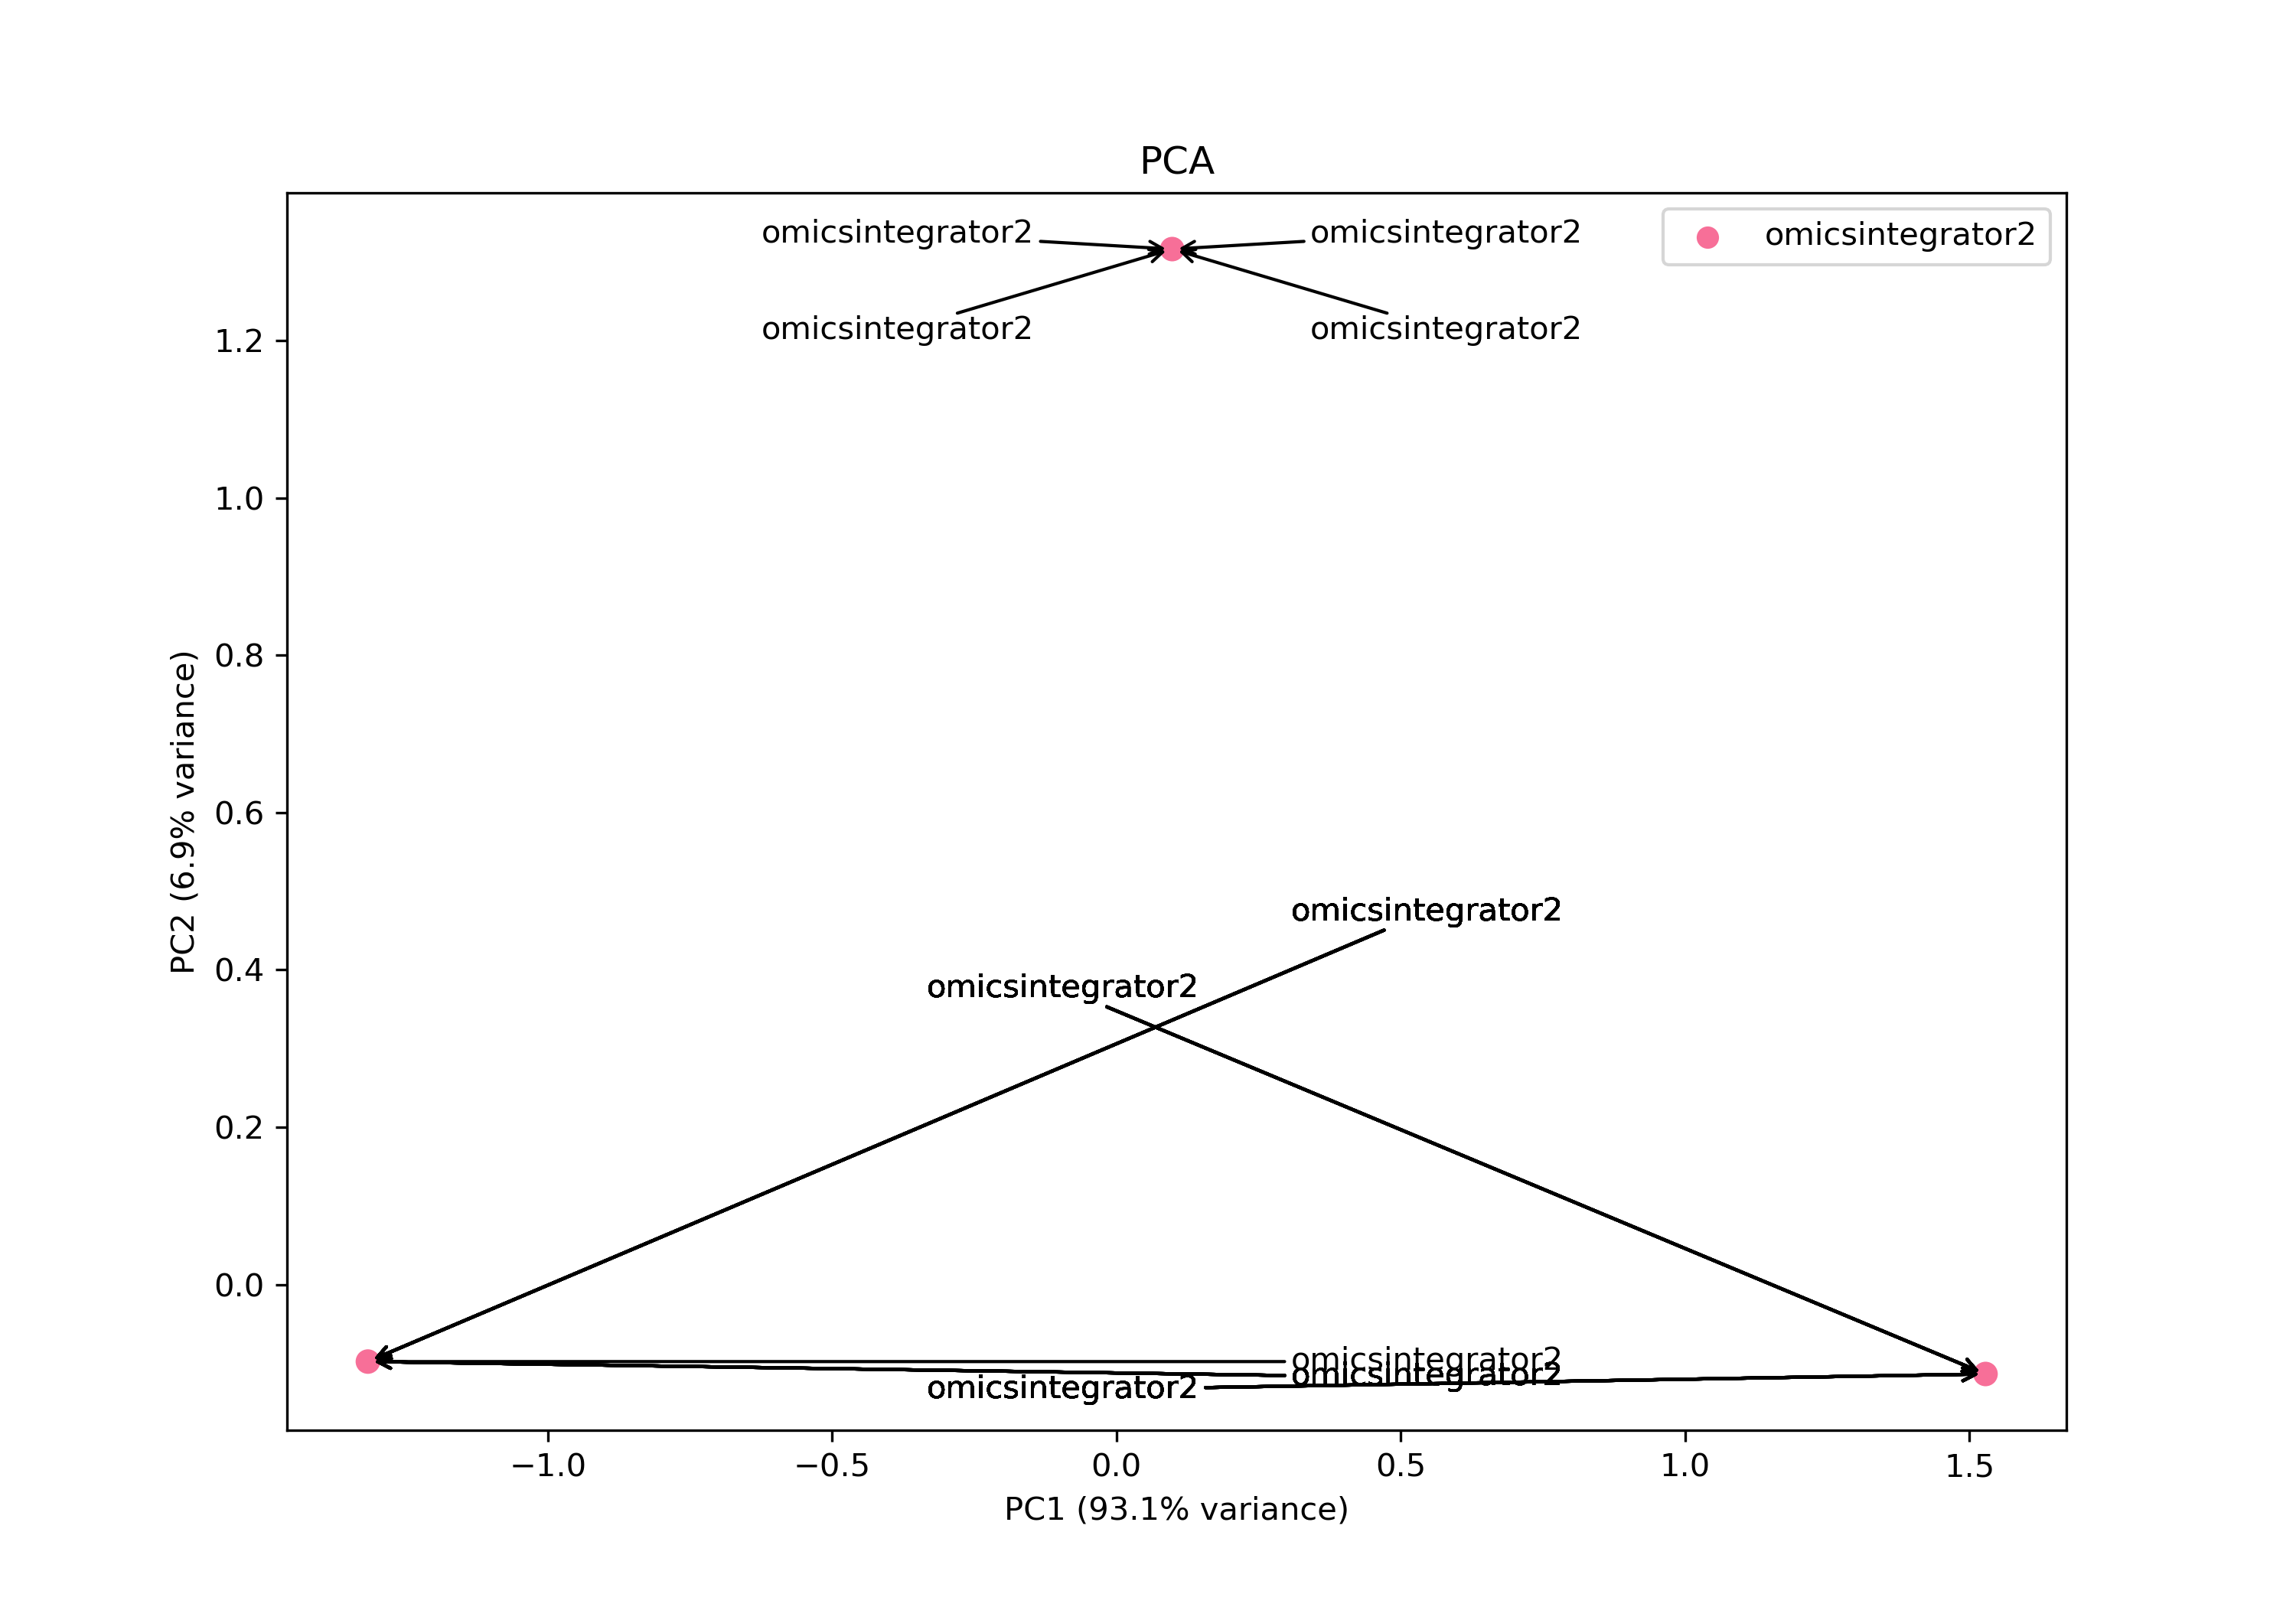 PCA
omicsintegrator2
omicsintegrator2
omicsintegrator2
omicsintegrator2
omicsintegrator2
1.2
1.0
0.8
0.6
0.4
0.2
0.0
PC2 (6.9% variance)
omicsintegrator2
omicsintegrator2
omicsintegrator2
omicsintegrator2
omicsintegrator2
−1.0
−0.5
0.0
0.5
1.0
1.5
PC1 (93.1% variance)